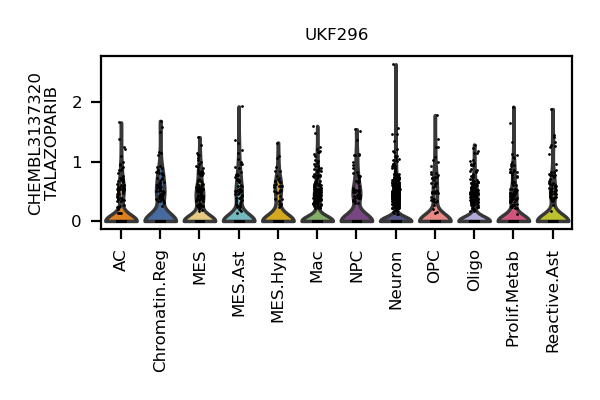 UKF296
CHEMBL3137320
TALAZOPARIB
2
1
0
AC
Chromatin.Reg
MES
MES.Ast
MES.Hyp
Mac
NPC
Neuron
OPC
Oligo
Prolif.Metab
Reactive.Ast